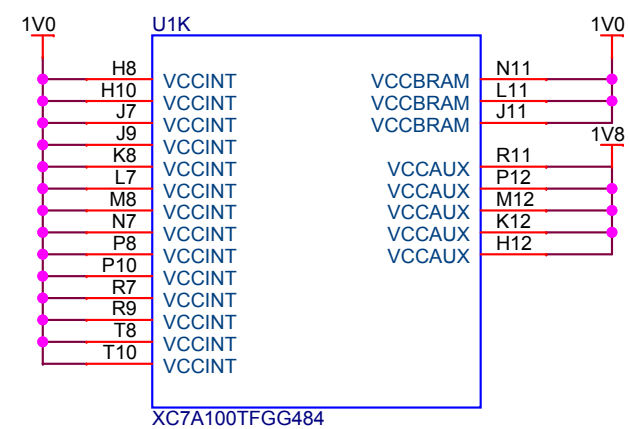 1V0 U1K 1V0
H8 VCCINT VCCBRAM N11
H10 VCCINT VCCBRAM L11
J7 VCCINT VCCBRAM J11
J9 VCCINT 1V8
K8 VCCINT VCCAUX R11
L7 VCCINT VCCAUX P12
M8 VCCINT VCCAUX M12
N7 VCCINT VCCAUX K12
P8 VCCINT VCCAUX H12
P10 VCCINT
R7 VCCINT
R9 VCCINT
T8 VCCINT
T10 VCCINT
XC7A100TFGG484